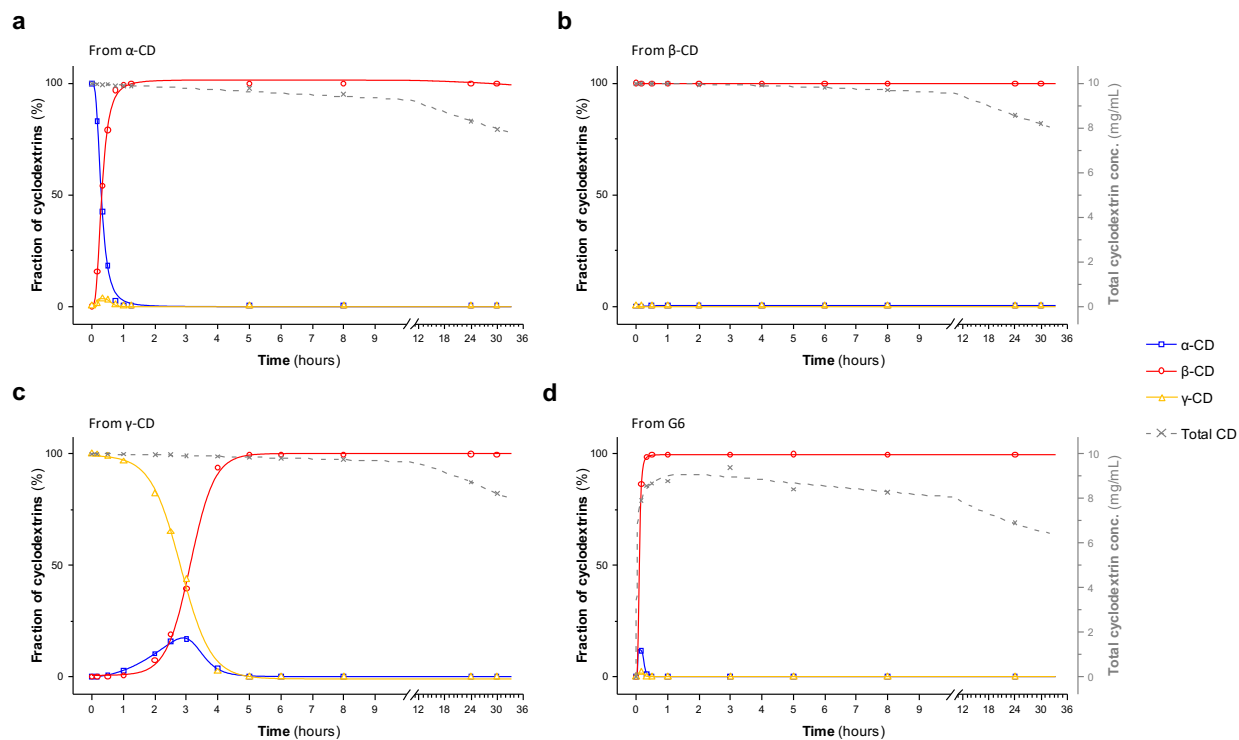 a
From α-CD
100
50
0
Fraction of cyclodextrins (%)
0 1 2 3 4 5 6 7 8 9 12 18 24 30 36
Time (hours)
b
From β-CD
100
50
0
Fraction of cyclodextrins (%)
10
8
6
4
2
0
Total cyclodextrin conc. (mg/mL)
0 1 2 3 4 5 6 7 8 9 12 18 24 30 36
Time (hours)
α-CD
β-CD
γ-CD
Total CD
c
From γ-CD
100
50
0
Fraction of cyclodextrins (%)
0 1 2 3 4 5 6 7 8 9 12 18 24 30 36
Time (hours)
d
From G6
100
50
0
Fraction of cyclodextrins (%)
10
8
6
4
2
0
Total cyclodextrin conc. (mg/mL)
0 1 2 3 4 5 6 7 8 9 12 18 24 30 36
Time (hours)